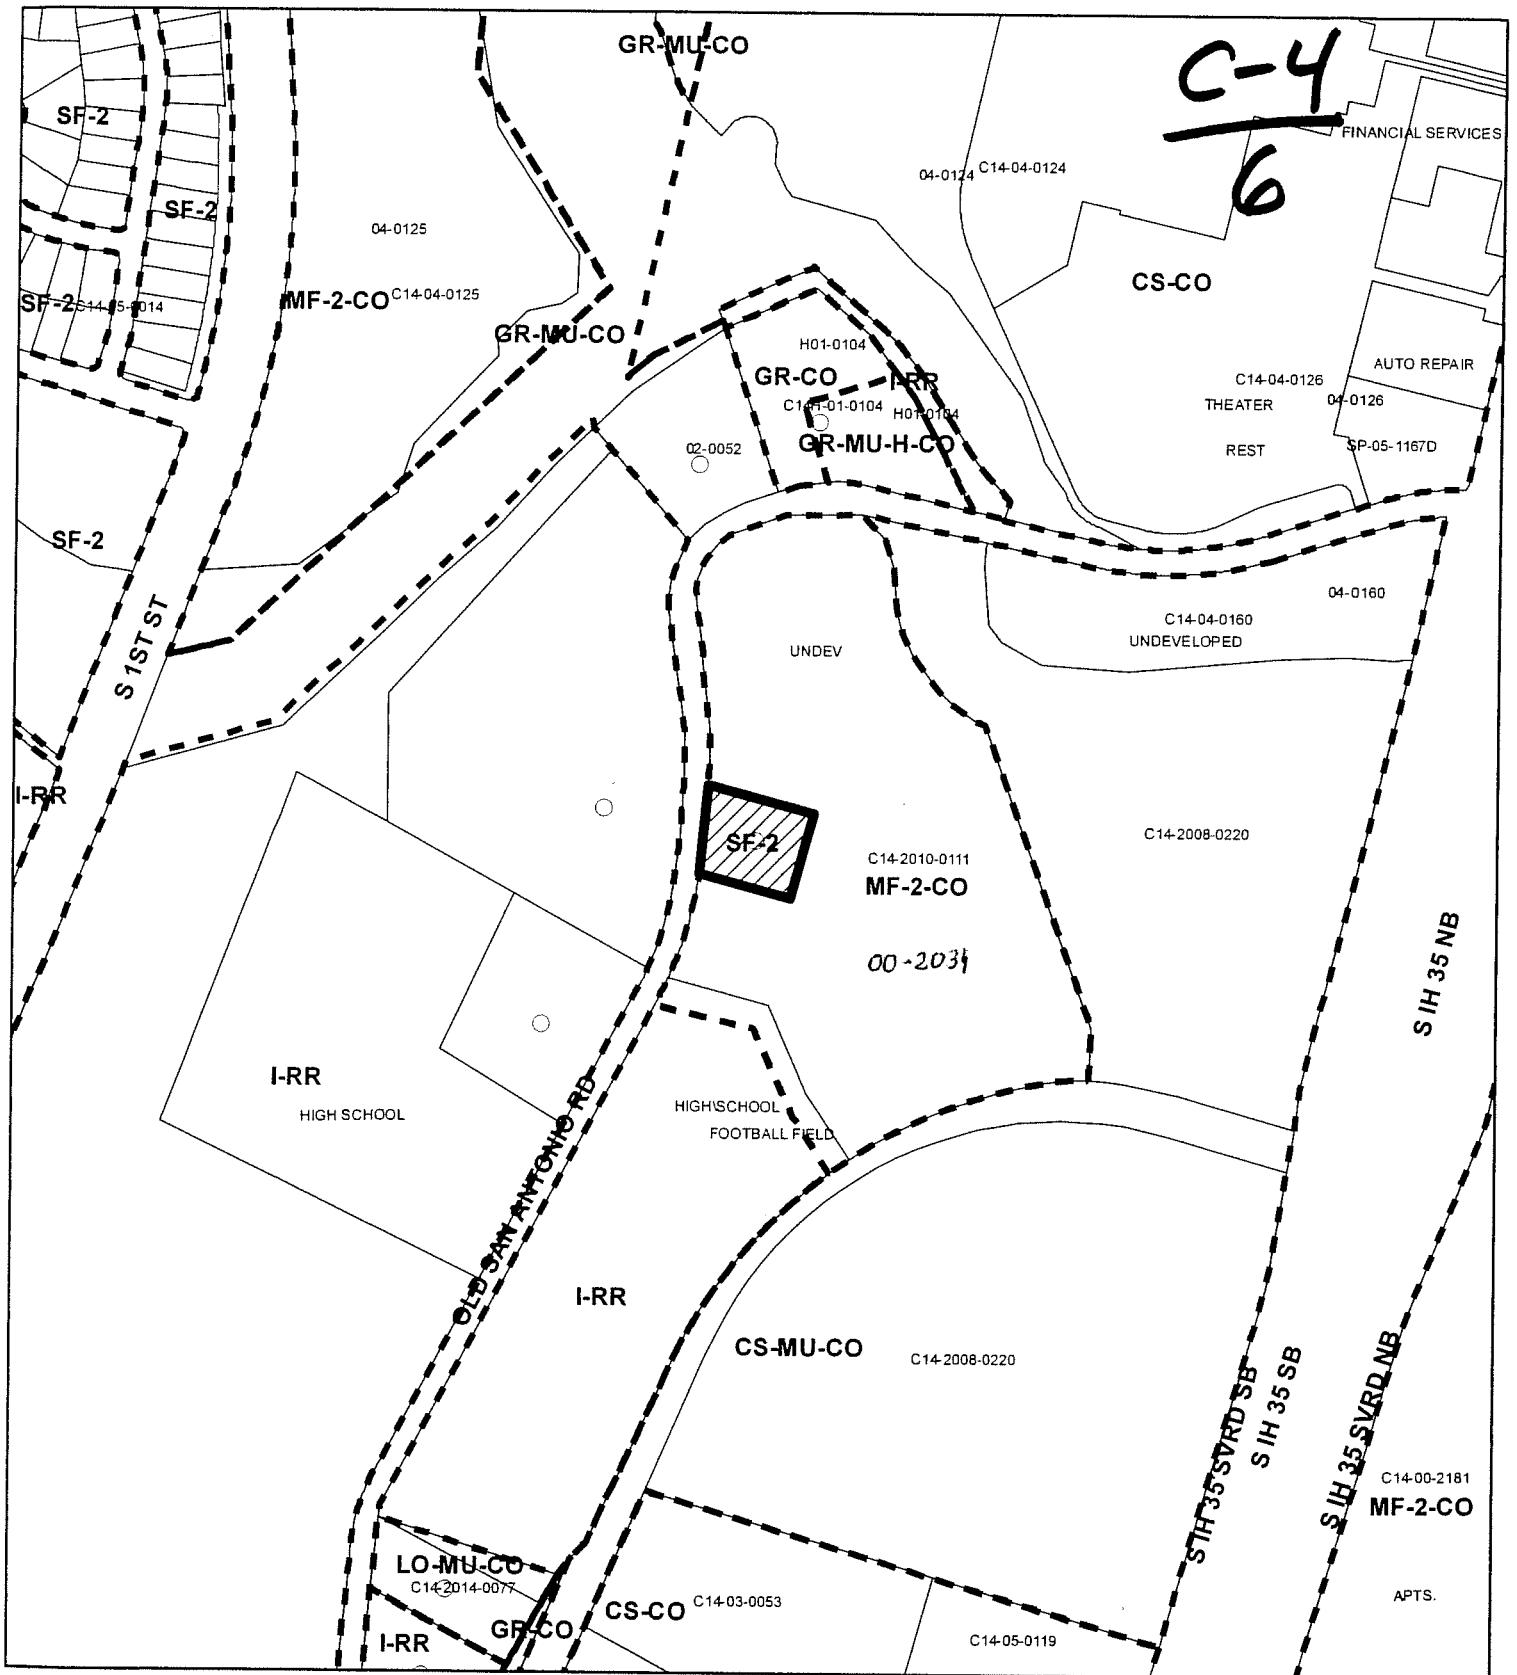 GR-MU-CO
C-4
6
SF-2
FINANCIAL SERVICES
04-0124
C14-04-0124
SF-2
04-0125
CS-CO
SF-2
MF-2-CO
C14-04-0125
GR-MU-CO
H01-0104
AUTO REPAIR
GR-CO
I-RR
C14-04-0126
C14H-01-0104
H01-0104
THEATER
04-0126
GR-MU-H-CO
02-0052
REST
SP-05-1167D
SF-2
04-0160
C14-04-0160
UNDEVELOPED
S 1ST ST
UNDEV
I-RR
SF-2
C14-2008-0220
C14-2010-0111
MF-2-CO
00-2034
S IH 35 NB
I-RR
HIGH SCHOOL
OLD SAN ANTONIO RD
HIGH SCHOOL
FOOTBALL FIELD
I-RR
CS-MU-CO
C14-2008-0220
S IH 35 SVRD SB
S IH 35 SB
S IH 35 SVRD NB
C14-00-2181
MF-2-CO
LO-MU-CO
C14-2014-0077
APTS.
CS-CO
C14-03-0053
GR-CO
I-RR
C14-05-0119